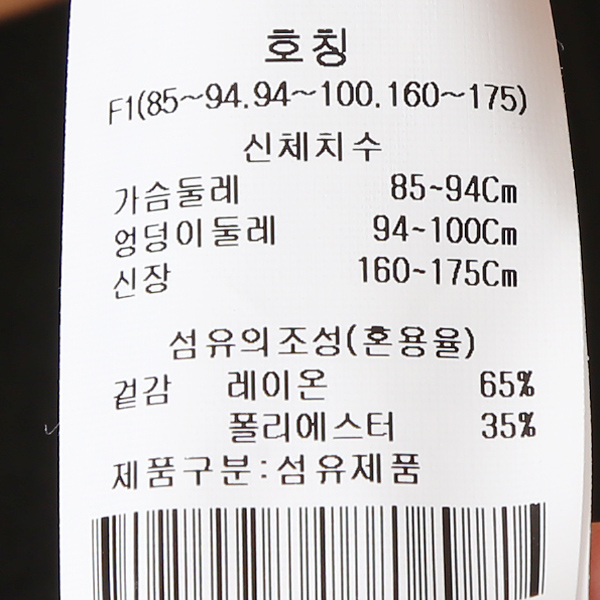 호칭
F1(85~94.94~100.160~175)
신체치수
가슴둘레 85~94Cm
엉덩이둘레 94~100Cm
신장 160~175Cm
섬유의조성(혼용율)
겉감 레이온 65%
폴리에스터 35%
제품구분:섬유제품